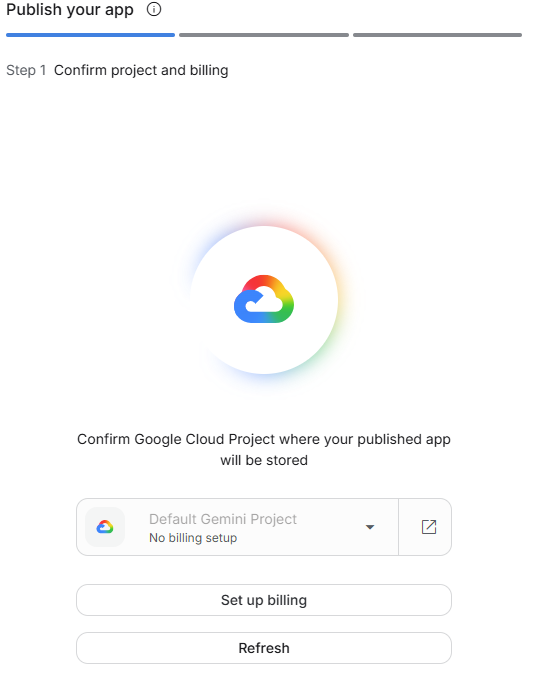 Publish your app
Step 1 Confirm project and billing
Confirm Google Cloud Project where your published app
will be stored
Default Gemini Project
No billing setup
Set up billing
Refresh